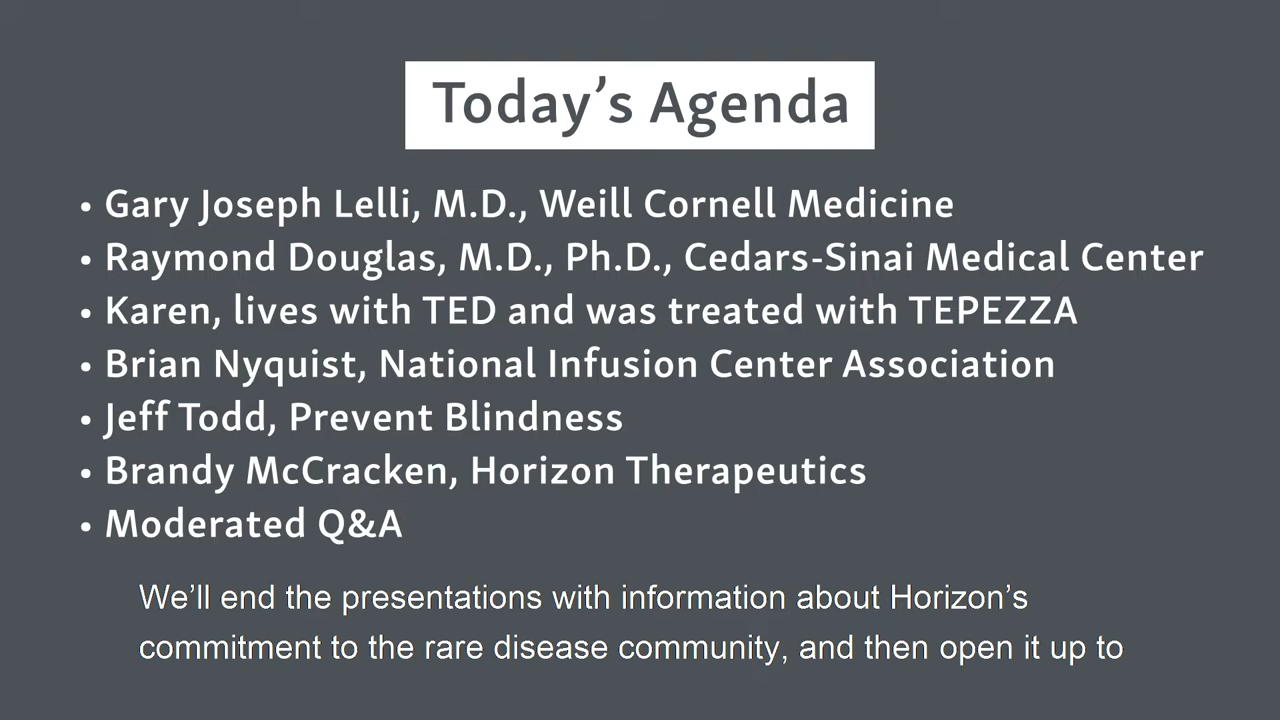 Today’s Agenda
• Gary Joseph Lelli, M.D., Weill Cornell Medicine
• Raymond Douglas, M.D., Ph.D., Cedars-Sinai Medical Center
• Karen, lives with TED and was treated with TEPEZZA
• Brian Nyquist, National Infusion Center Association
• Jeff Todd, Prevent Blindness
• Brandy McCracken, Horizon Therapeutics
• Moderated Q&A
We’ll end the presentations with information about Horizon’s
commitment to the rare disease community, and then open it up to